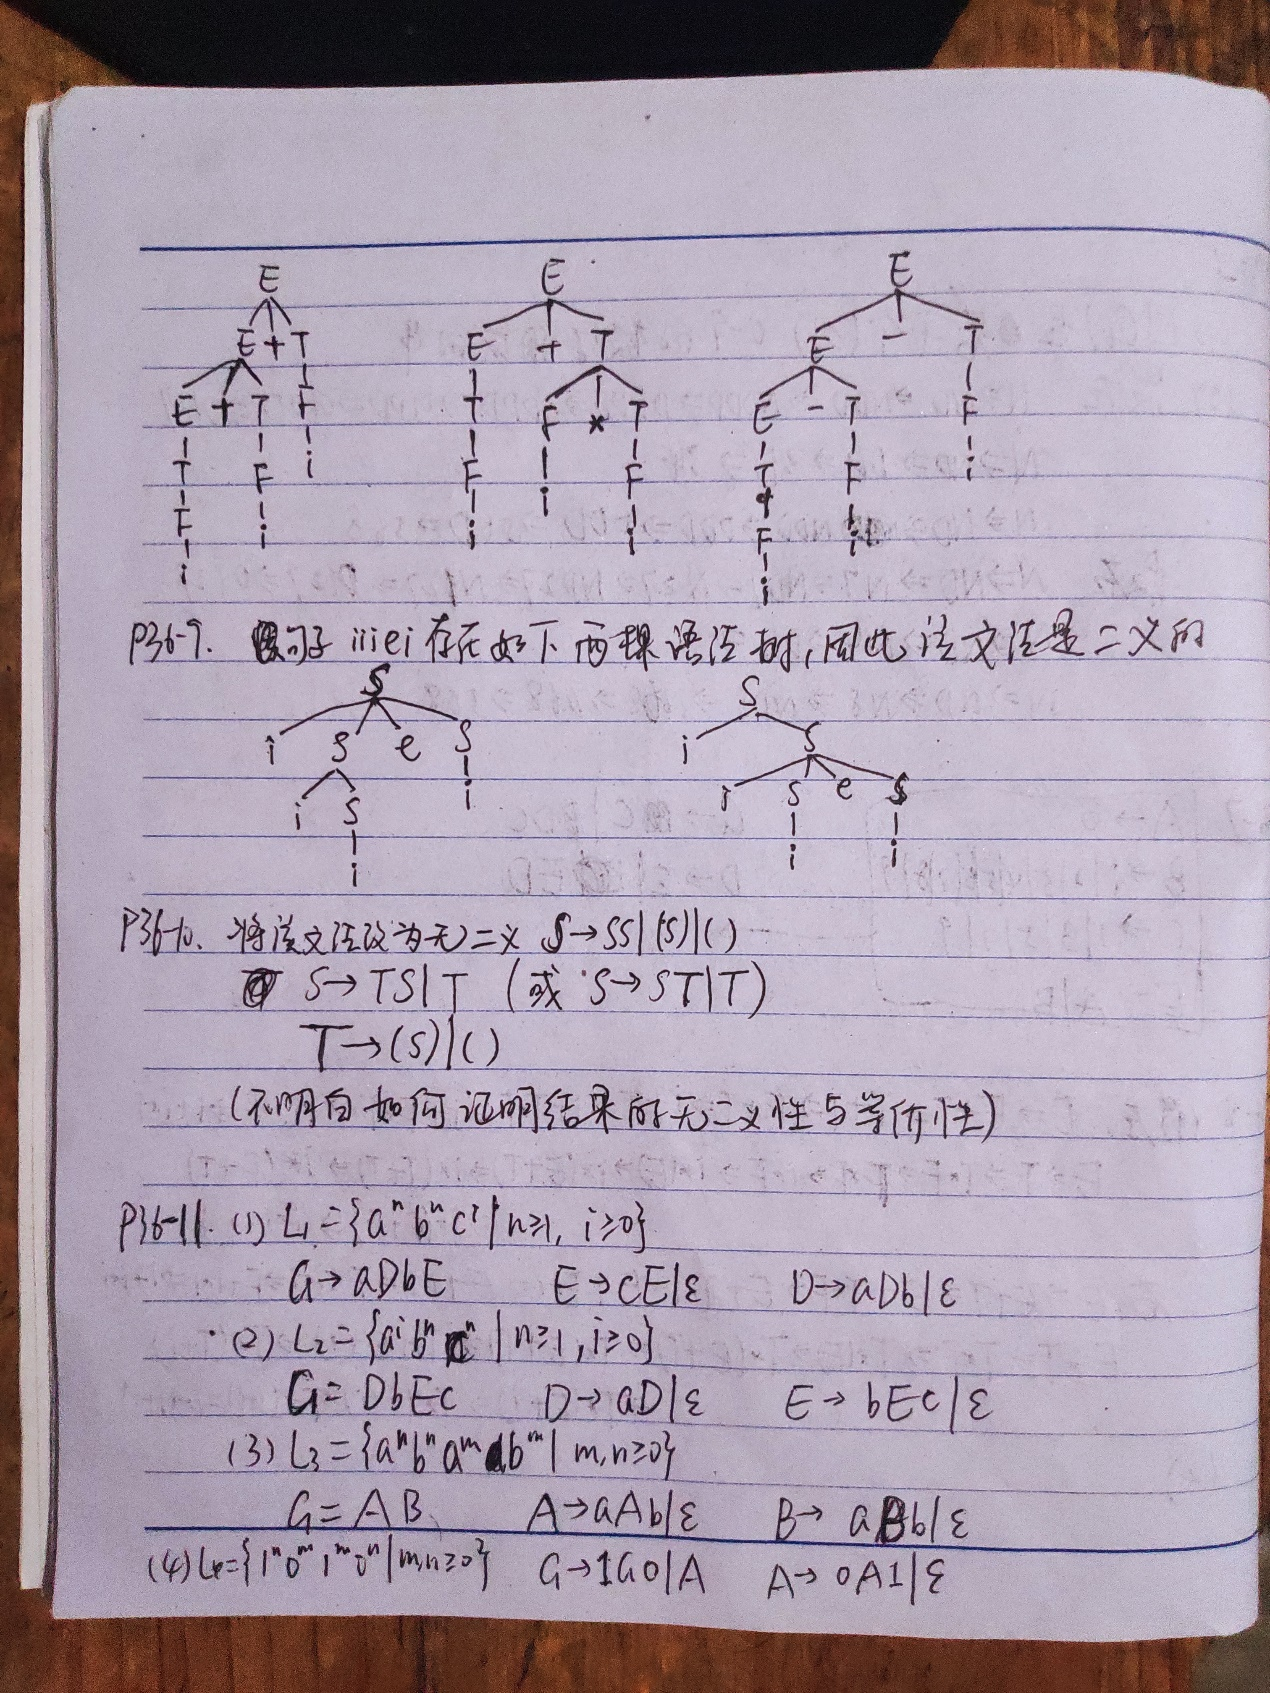 E E E
E + T E + T E - T
E + T F T F * T E - T F
T F i F i F T F i
F i i i F i
i i
P36-9. 句子 iiiei 存在如下两棵语法树,因此该文法是二义的
S S
i S e S i S
i S i i S e S
i i i
P36-10. 将该文法改为无二义 S→SS|(S)|()
S→TS|T (或 S→ST|T)
T→(S)|()
(不明白如何证明结果的无二义性与等价性)
P36-11. (1) L₁={aⁿbⁿcⁱ|n≥1, i≥0}
G→aDbE E→cE|ε D→aDb|ε
(2) L₂={aⁱbⁿcⁿ|n≥1,i≥0}
G=DbEc D→aD|ε E→bEc|ε
(3) L₃={aⁿbⁿaᵐbᵐ|m,n≥0}
G=AB A→aAb|ε B→aBb|ε
(4) L₄={1ⁿ0ᵐ1ᵐ0ⁿ|m,n≥0} G→1G0|A A→0A1|ε